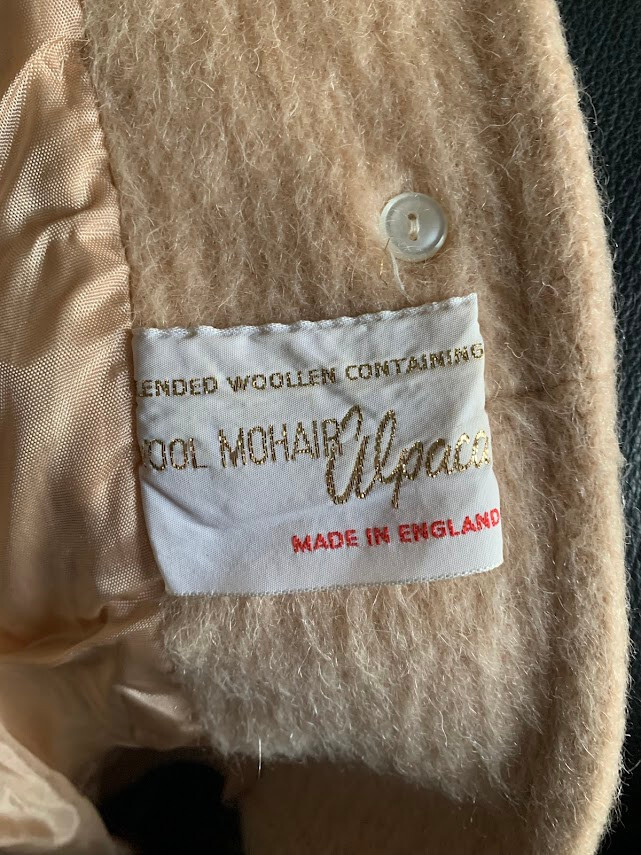 LENDED WOOLLEN CONTAINING
OOL MOHAIR Alpaca
MADE IN ENGLAND